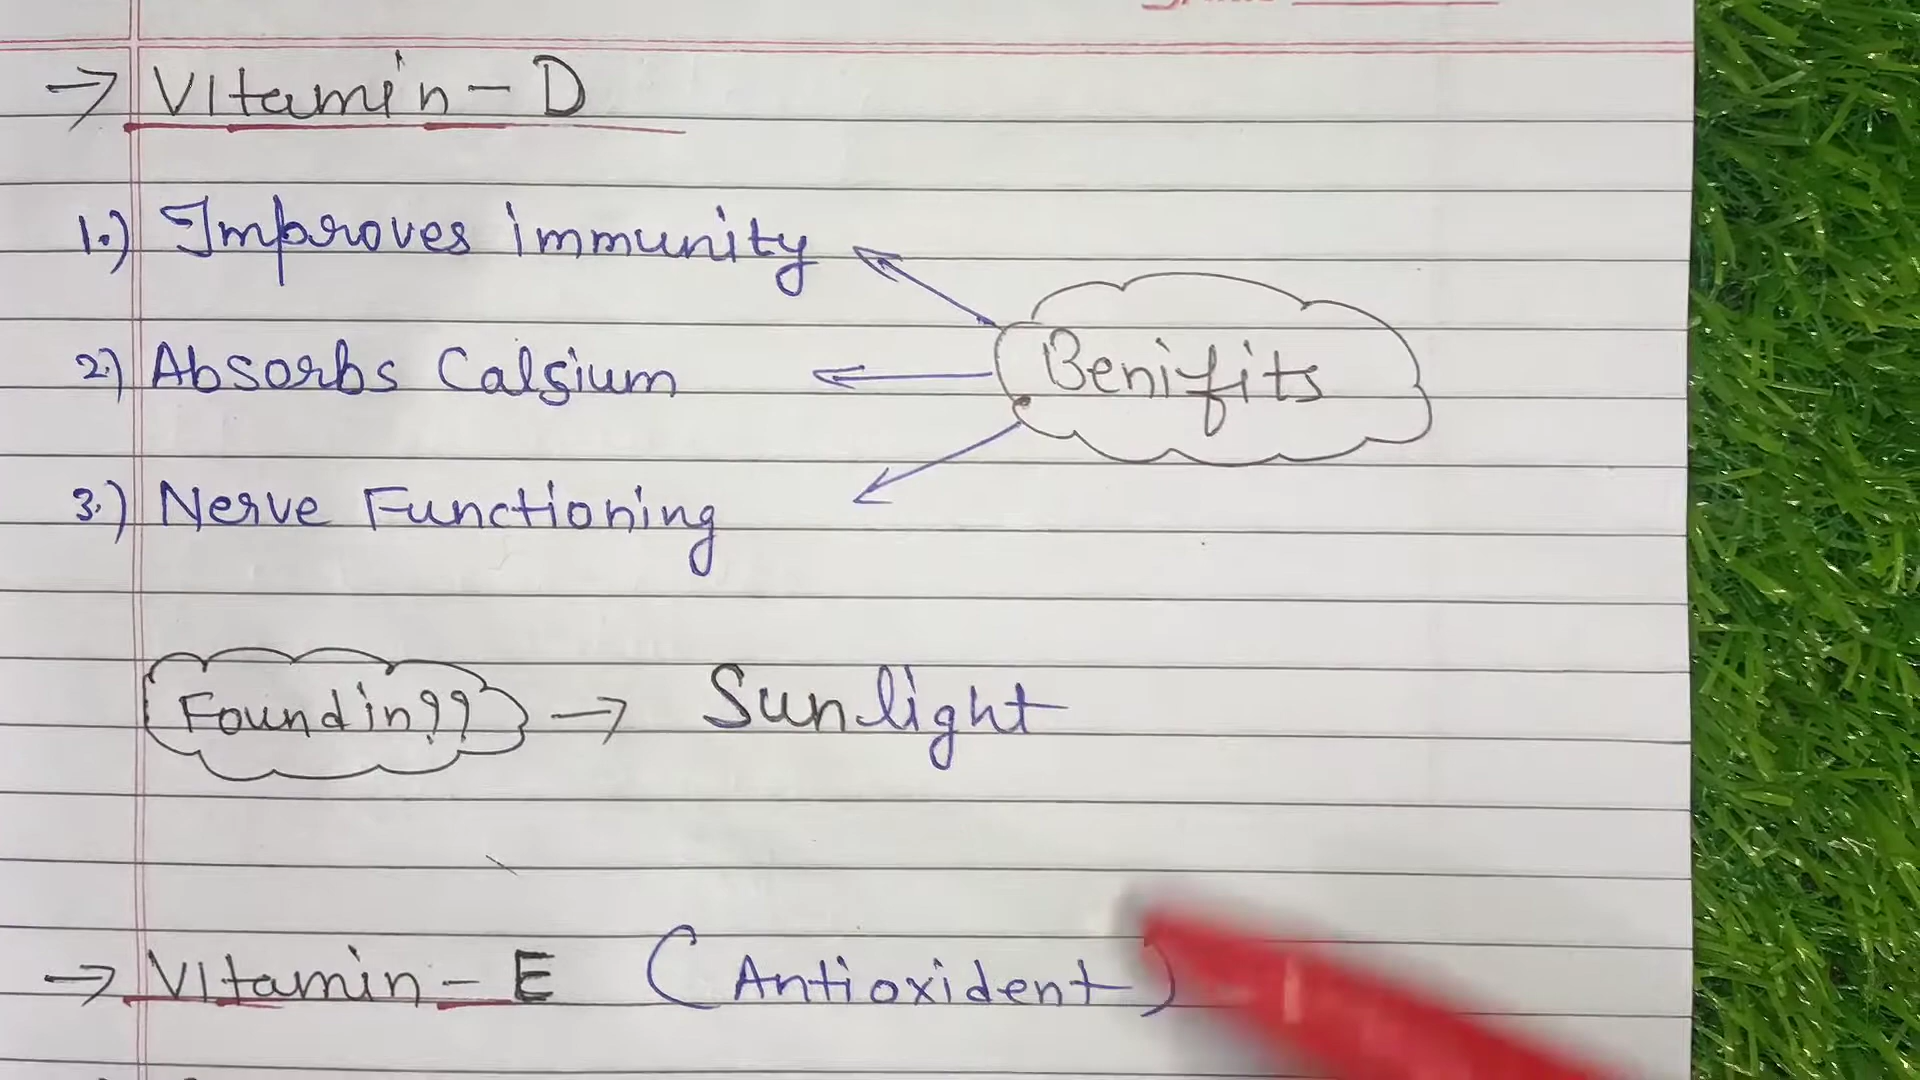 → Vitamin - D
1.) Improves immunity
2.) Absorbs Calsium
Benifits
3.) Nerve Functioning
Found in?? → Sunlight
→ Vitamin - E (Antioxident)